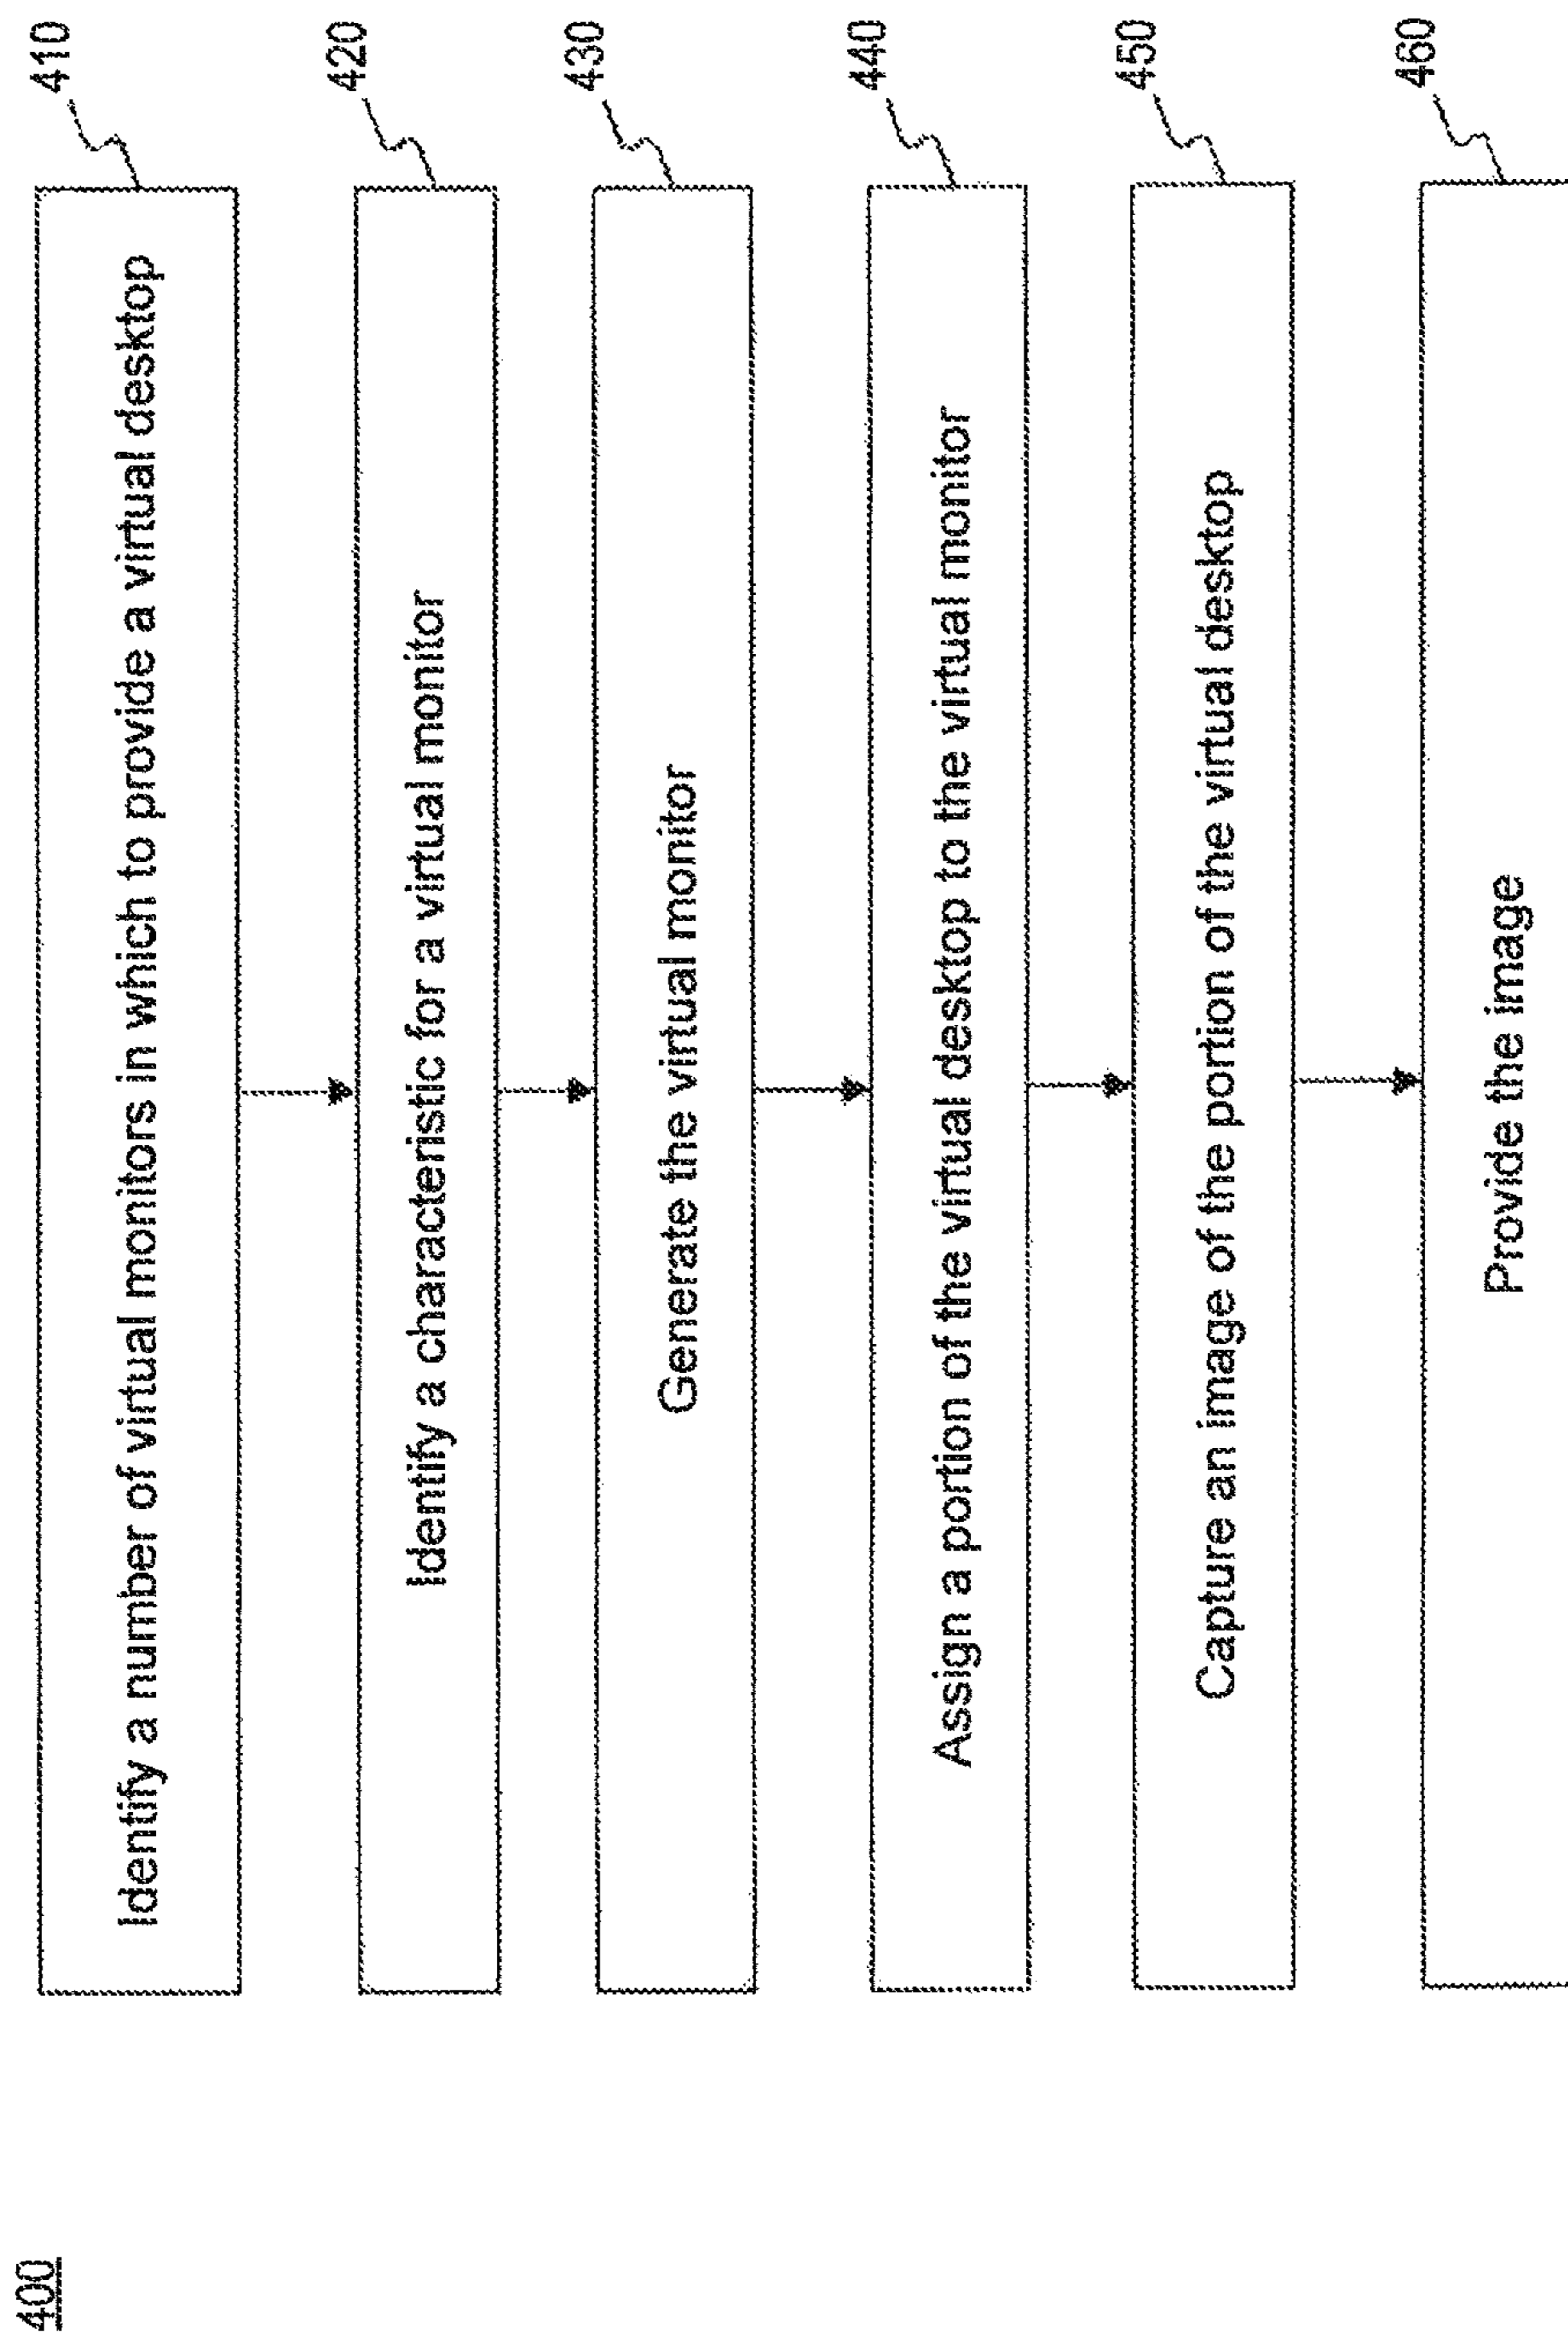 400
Identify a number of virtual monitors in which to provide a virtual desktop
410
Identify a characteristic for a virtual monitor
420
Generate the virtual monitor
430
Assign a portion of the virtual desktop to the virtual monitor
440
Capture an image of the portion of the virtual desktop
450
Provide the image
460